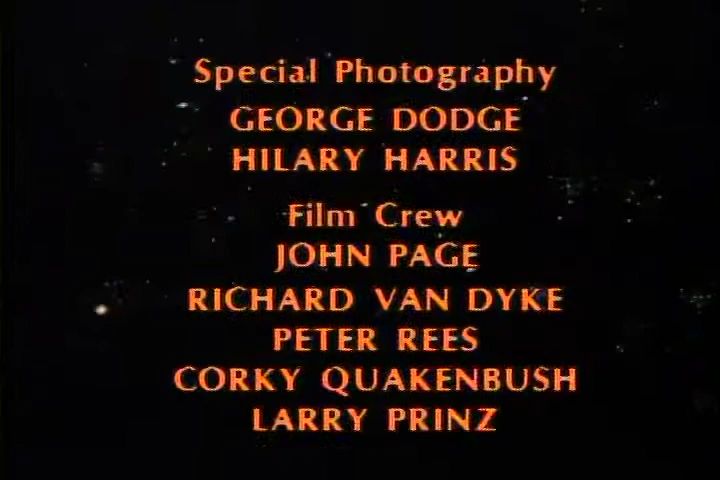 Special Photography
GEORGE DODGE
HILARY HARRIS
Film Crew
JOHN PAGE
RICHARD VAN DYKE
PETER REES
CORKY QUAKENBUSH
LARRY PRINZ